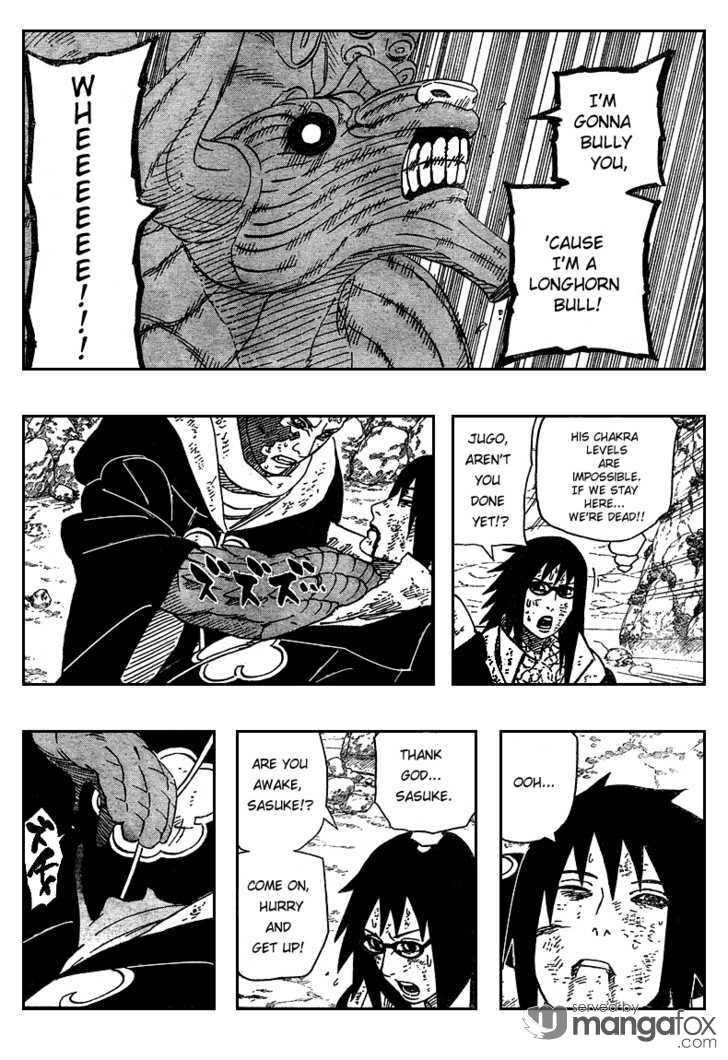 I'M
GONNA
BULLY
YOU,
'CAUSE
I'M A
LONGHORN
BULL!
WHEEEEEEE!!!
HIS CHAKRA
LEVELS
ARE
IMPOSSIBLE.
IF WE STAY
HERE...
WE'RE DEAD!!
JUGO,
AREN'T
YOU
DONE
YET!?
ズズズ…
OOH...
THANK
GOD...
SASUKE.
ARE YOU
AWAKE,
SASUKE!?
COME ON,
HURRY
AND
GET UP!
served by
mangafox
.com